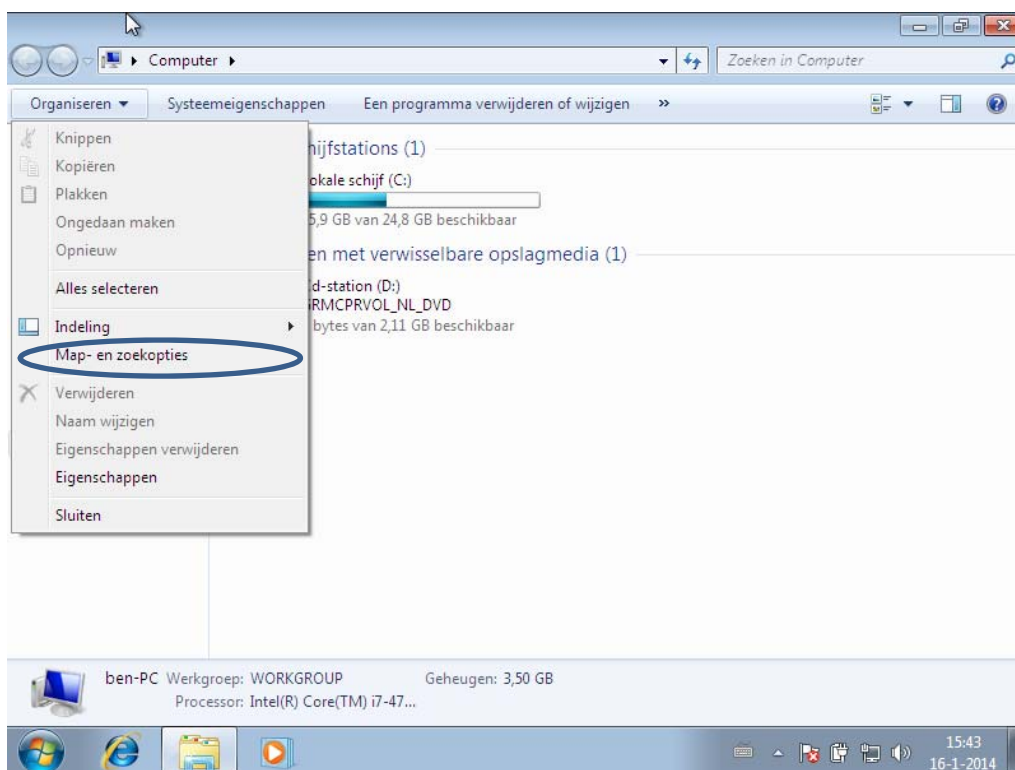 Computer
Zoeken in Computer
Organiseren
Systeemeigenschappen
Een programma verwijderen of wijzigen
»
Knippen
Kopiëren
Plakken
Ongedaan maken
Opnieuw
Alles selecteren
Indeling
Map- en zoekopties
Verwijderen
Naam wijzigen
Eigenschappen verwijderen
Eigenschappen
Sluiten
hijfstations (1)
okale schijf (C:)
5,9 GB van 24,8 GB beschikbaar
en met verwisselbare opslagmedia (1)
d-station (D:)
RMCPRVOL_NL_DVD
bytes van 2,11 GB beschikbaar
ben-PC Werkgroep: WORKGROUP Geheugen: 3,50 GB
Processor: Intel(R) Core(TM) i7-47...
15:43
16-1-2014